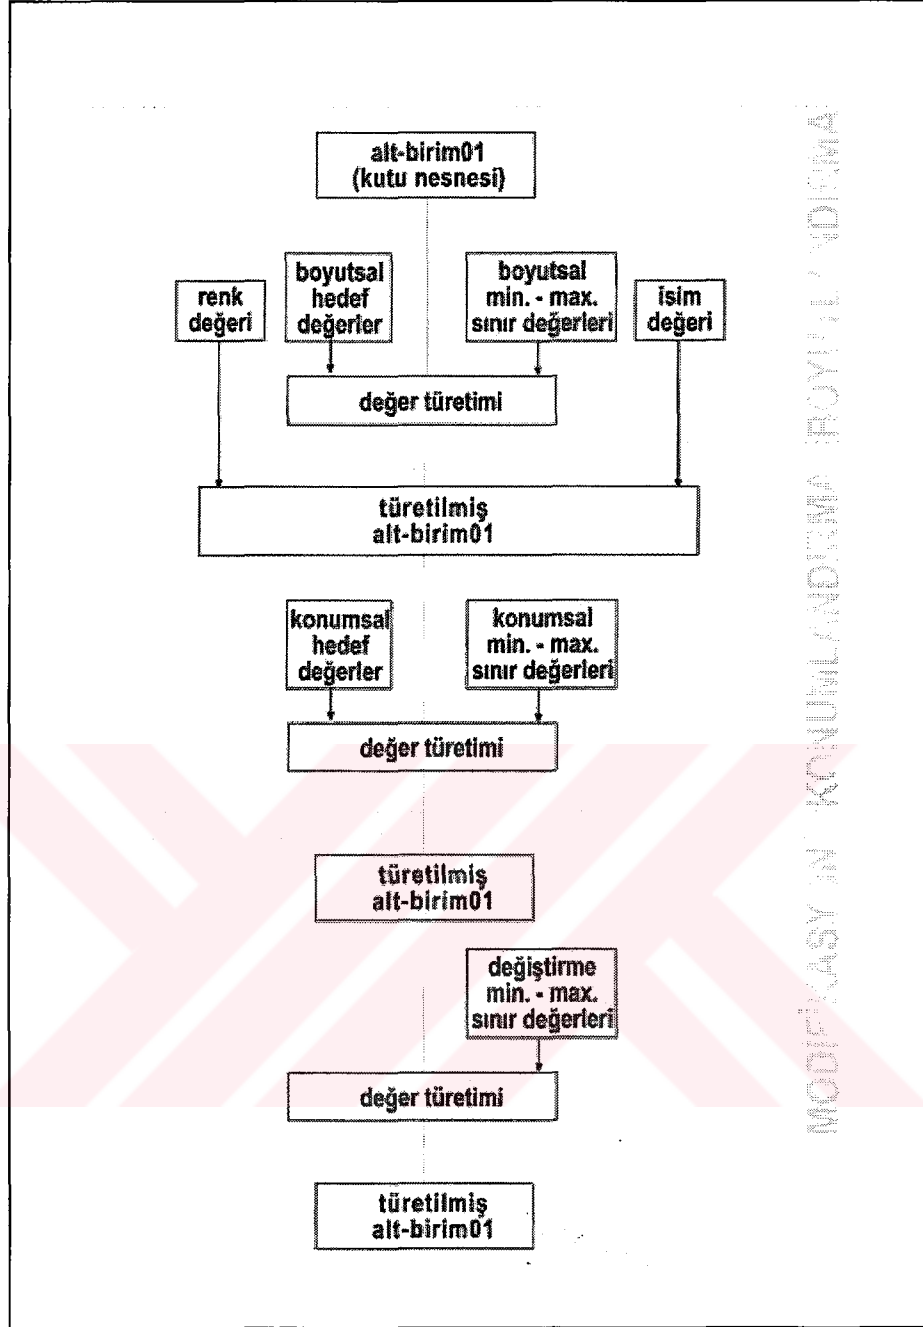 alt-birim01
(kutu nesnesi)
renk
değeri
boyutsal
hedef
değerler
boyutsal
min. - max.
sınır değerleri
isim
değeri
değer türetimi
türetilmiş
alt-birim01
konumsal
hedef
değerler
konumsal
min. - max.
sınır değerleri
değer türetimi
türetilmiş
alt-birim01
değiştirme
min. - max.
sınır değerleri
değer türetimi
türetilmiş
alt-birim01
KONUMLANDIRMA